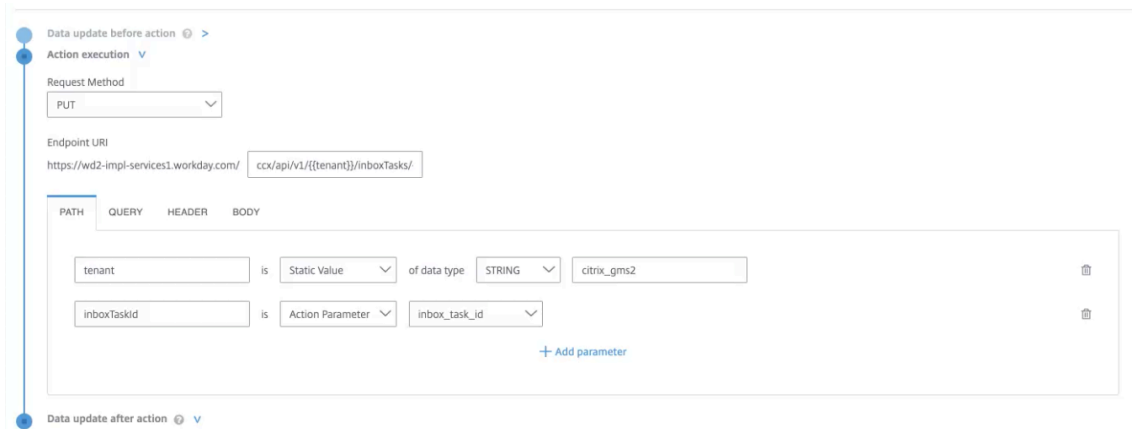 Data update before action ? >
Action execution v
Request Method
PUT
Endpoint URI
https://wd2-impl-services1.workday.com/ ccx/api/v1/{{tenant}}/inboxTasks/
PATH QUERY HEADER BODY
tenant is Static Value of data type STRING citrix_gms2
inboxTaskId is Action Parameter inbox_task_id
+ Add parameter
Data update after action ? v